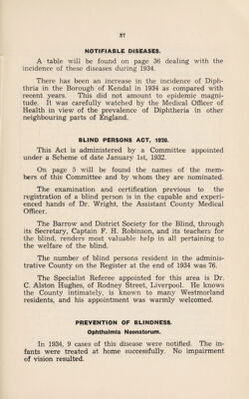 37
NOTIFIABLE DISEASES.
A table will be found on page 36 dealing with the
incidence of these diseases during 1934.
There has been an increase in the incidence of Diph-
thria in the Borough of Kendal in 1934 as compared with
recent years. This did not amount to epidemic magni-
tude. It was carefully watched by the Medical Officer of
Health in view of the prevalence of Diphtheria in other
neighbouring parts of England.
BLIND PERSONS ACT, 1920.
This Act is administered by a Committee appointed
under a Scheme of date January 1st, 1932.
On page 5 will be found the names of the mem-
bers of this Committee and by whom they are nominated.
The examination and certification previous to the
registration of a blind person is in the capable and experi-
enced hands of Dr. Wright, the Assistant County Medical
Officer.
The Barrow and District Society for the Blind, through
its Secretary, Captain F. H. Robinson, and its teachers for
the blind, renders most valuable help in all pertaining to
the welfare of the blind.
The number of blind persons resident in the adminis-
trative County on the Register at the end of 1934 was 76.
The Specialist Referee appointed for this area is Dr.
C. Alston Hughes, of Rodney Street, Liverpool. He knows
the County intimately, is known to many Westmorland
residents, and his appointment was warmly welcomed.
PREVENTION OF BLINDNESS.
Ophthalmia Neonatorum.
In 1934, 9 cases of this disease were notified. The in-
fants were treated at home successfully. No impairment
of vision resulted.